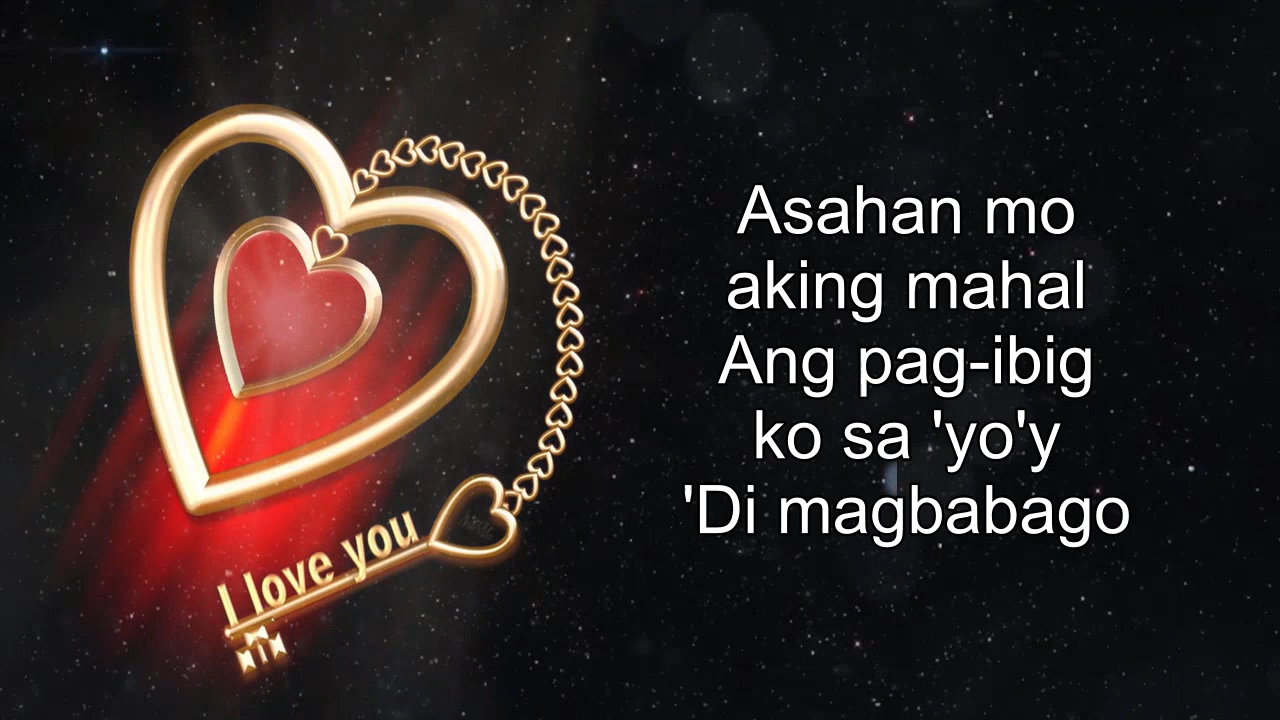 I love you
Asahan mo
aking mahal
Ang pag-ibig
ko sa 'yo'y
'Di magbabago